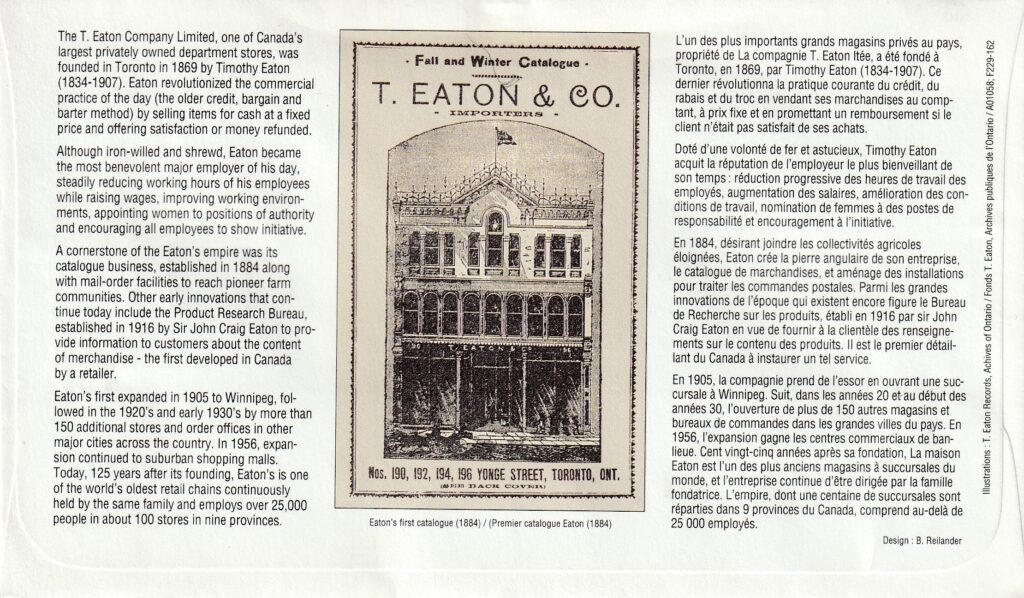 The T. Eaton Company Limited, one of Canada's
largest privately owned department stores, was
founded in Toronto in 1869 by Timothy Eaton
(1834-1907). Eaton revolutionized the commercial
practice of the day (the older credit, bargain and
barter method) by selling items for cash at a fixed
price and offering satisfaction or money refunded.
Although iron-willed and shrewd, Eaton became
the most benevolent major employer of his day,
steadily reducing working hours of his employees
while raising wages, improving working environ-
ments, appointing women to positions of authority
and encouraging all employees to show initiative.
A cornerstone of the Eaton's empire was its
catalogue business, established in 1884 along
with mail-order facilities to reach pioneer farm
communities. Other early innovations that con-
tinue today include the Product Research Bureau,
established in 1916 by Sir John Craig Eaton to pro-
vide information to customers about the content
of merchandise - the first developed in Canada
by a retailer.
Eaton's first expanded in 1905 to Winnipeg, fol-
lowed in the 1920's and early 1930's by more than
150 additional stores and order offices in other
major cities across the country. In 1956, expan-
sion continued to suburban shopping malls.
Today, 125 years after its founding, Eaton's is one
of the world's oldest retail chains continuously
held by the same family and employs over 25,000
people in about 100 stores in nine provinces.
· Fall and Winter Catalogue ·
T. EATON & CO.
- IMPORTERS -
Nos. 190, 192, 194, 196 YONGE STREET, TORONTO, ONT.
(SEE BACK COVER)
Eaton's first catalogue (1884) / (Premier catalogue Eaton (1884)
L'un des plus importants grands magasins privés au pays,
propriété de La compagnie T. Eaton ltée, a été fondé à
Toronto, en 1869, par Timothy Eaton (1834-1907). Ce
dernier révolutionna la pratique courante du crédit, du
rabais et du troc en vendant ses marchandises au comp-
tant, à prix fixe et en promettant un remboursement si le
client n'était pas satisfait de ses achats.
Doté d'une volonté de fer et astucieux, Timothy Eaton
acquit la réputation de l'employeur le plus bienveillant de
son temps : réduction progressive des heures de travail des
employés, augmentation des salaires, amélioration des con-
ditions de travail, nomination de femmes à des postes de
responsabilité et encouragement à l'initiative.
En 1884, désirant joindre les collectivités agricoles
éloignées, Eaton crée la pierre angulaire de son entreprise,
le catalogue de marchandises, et aménage des installations
pour traiter les commandes postales. Parmi les grandes
innovations de l'époque qui existent encore figure le Bureau
de Recherche sur les produits, établi en 1916 par sir John
Craig Eaton en vue de fournir à la clientèle des renseigne-
ments sur le contenu des produits. Il est le premier détail-
lant du Canada à instaurer un tel service.
En 1905, la compagnie prend de l'essor en ouvrant une suc-
cursale à Winnipeg. Suit, dans les années 20 et au début des
années 30, l'ouverture de plus de 150 autres magasins et
bureaux de commandes dans les grandes villes du pays. En
1956, l'expansion gagne les centres commerciaux de ban-
lieue. Cent vingt-cinq années après sa fondation, La maison
Eaton est l'un des plus anciens magasins à succursales du
monde, et l'entreprise continue d'être dirigée par la famille
fondatrice. L'empire, dont une centaine de succursales sont
réparties dans 9 provinces du Canada, comprend au-delà de
25 000 employés.
Design : B. Reilander
Illustrations : T. Eaton Records, Achives of Ontario / Fonds T. Eaton, Archives publiques de l'Ontario / A01058; F229-162